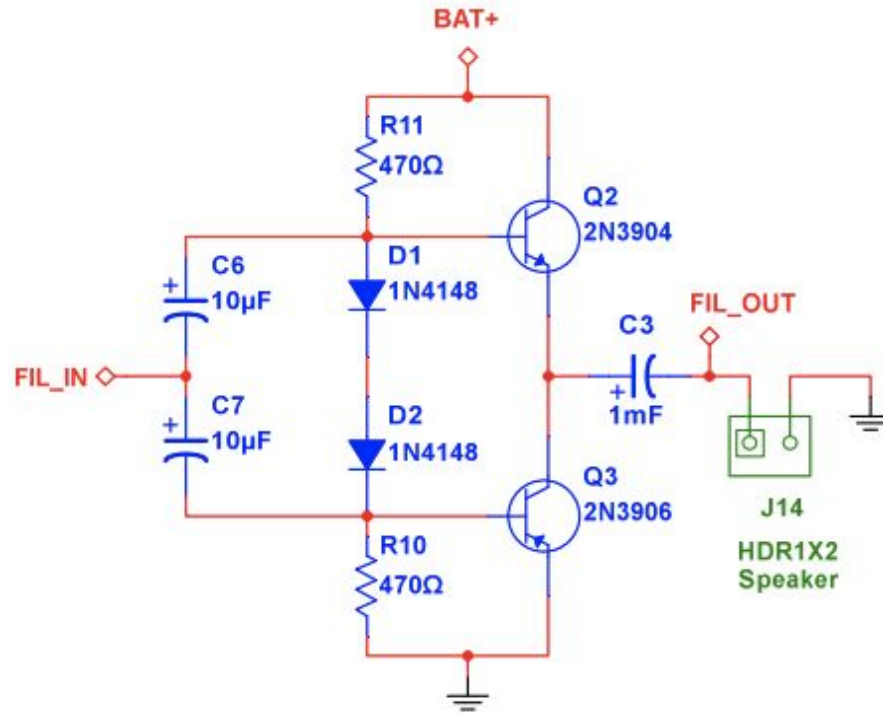 BAT+
R11
470Ω
Q2
2N3904
D1
1N4148
C6
10µF
FIL_OUT
C3
1mF
FIL_IN
C7
10µF
D2
1N4148
Q3
2N3906
R10
470Ω
J14
HDR1X2
Speaker
+
+
+